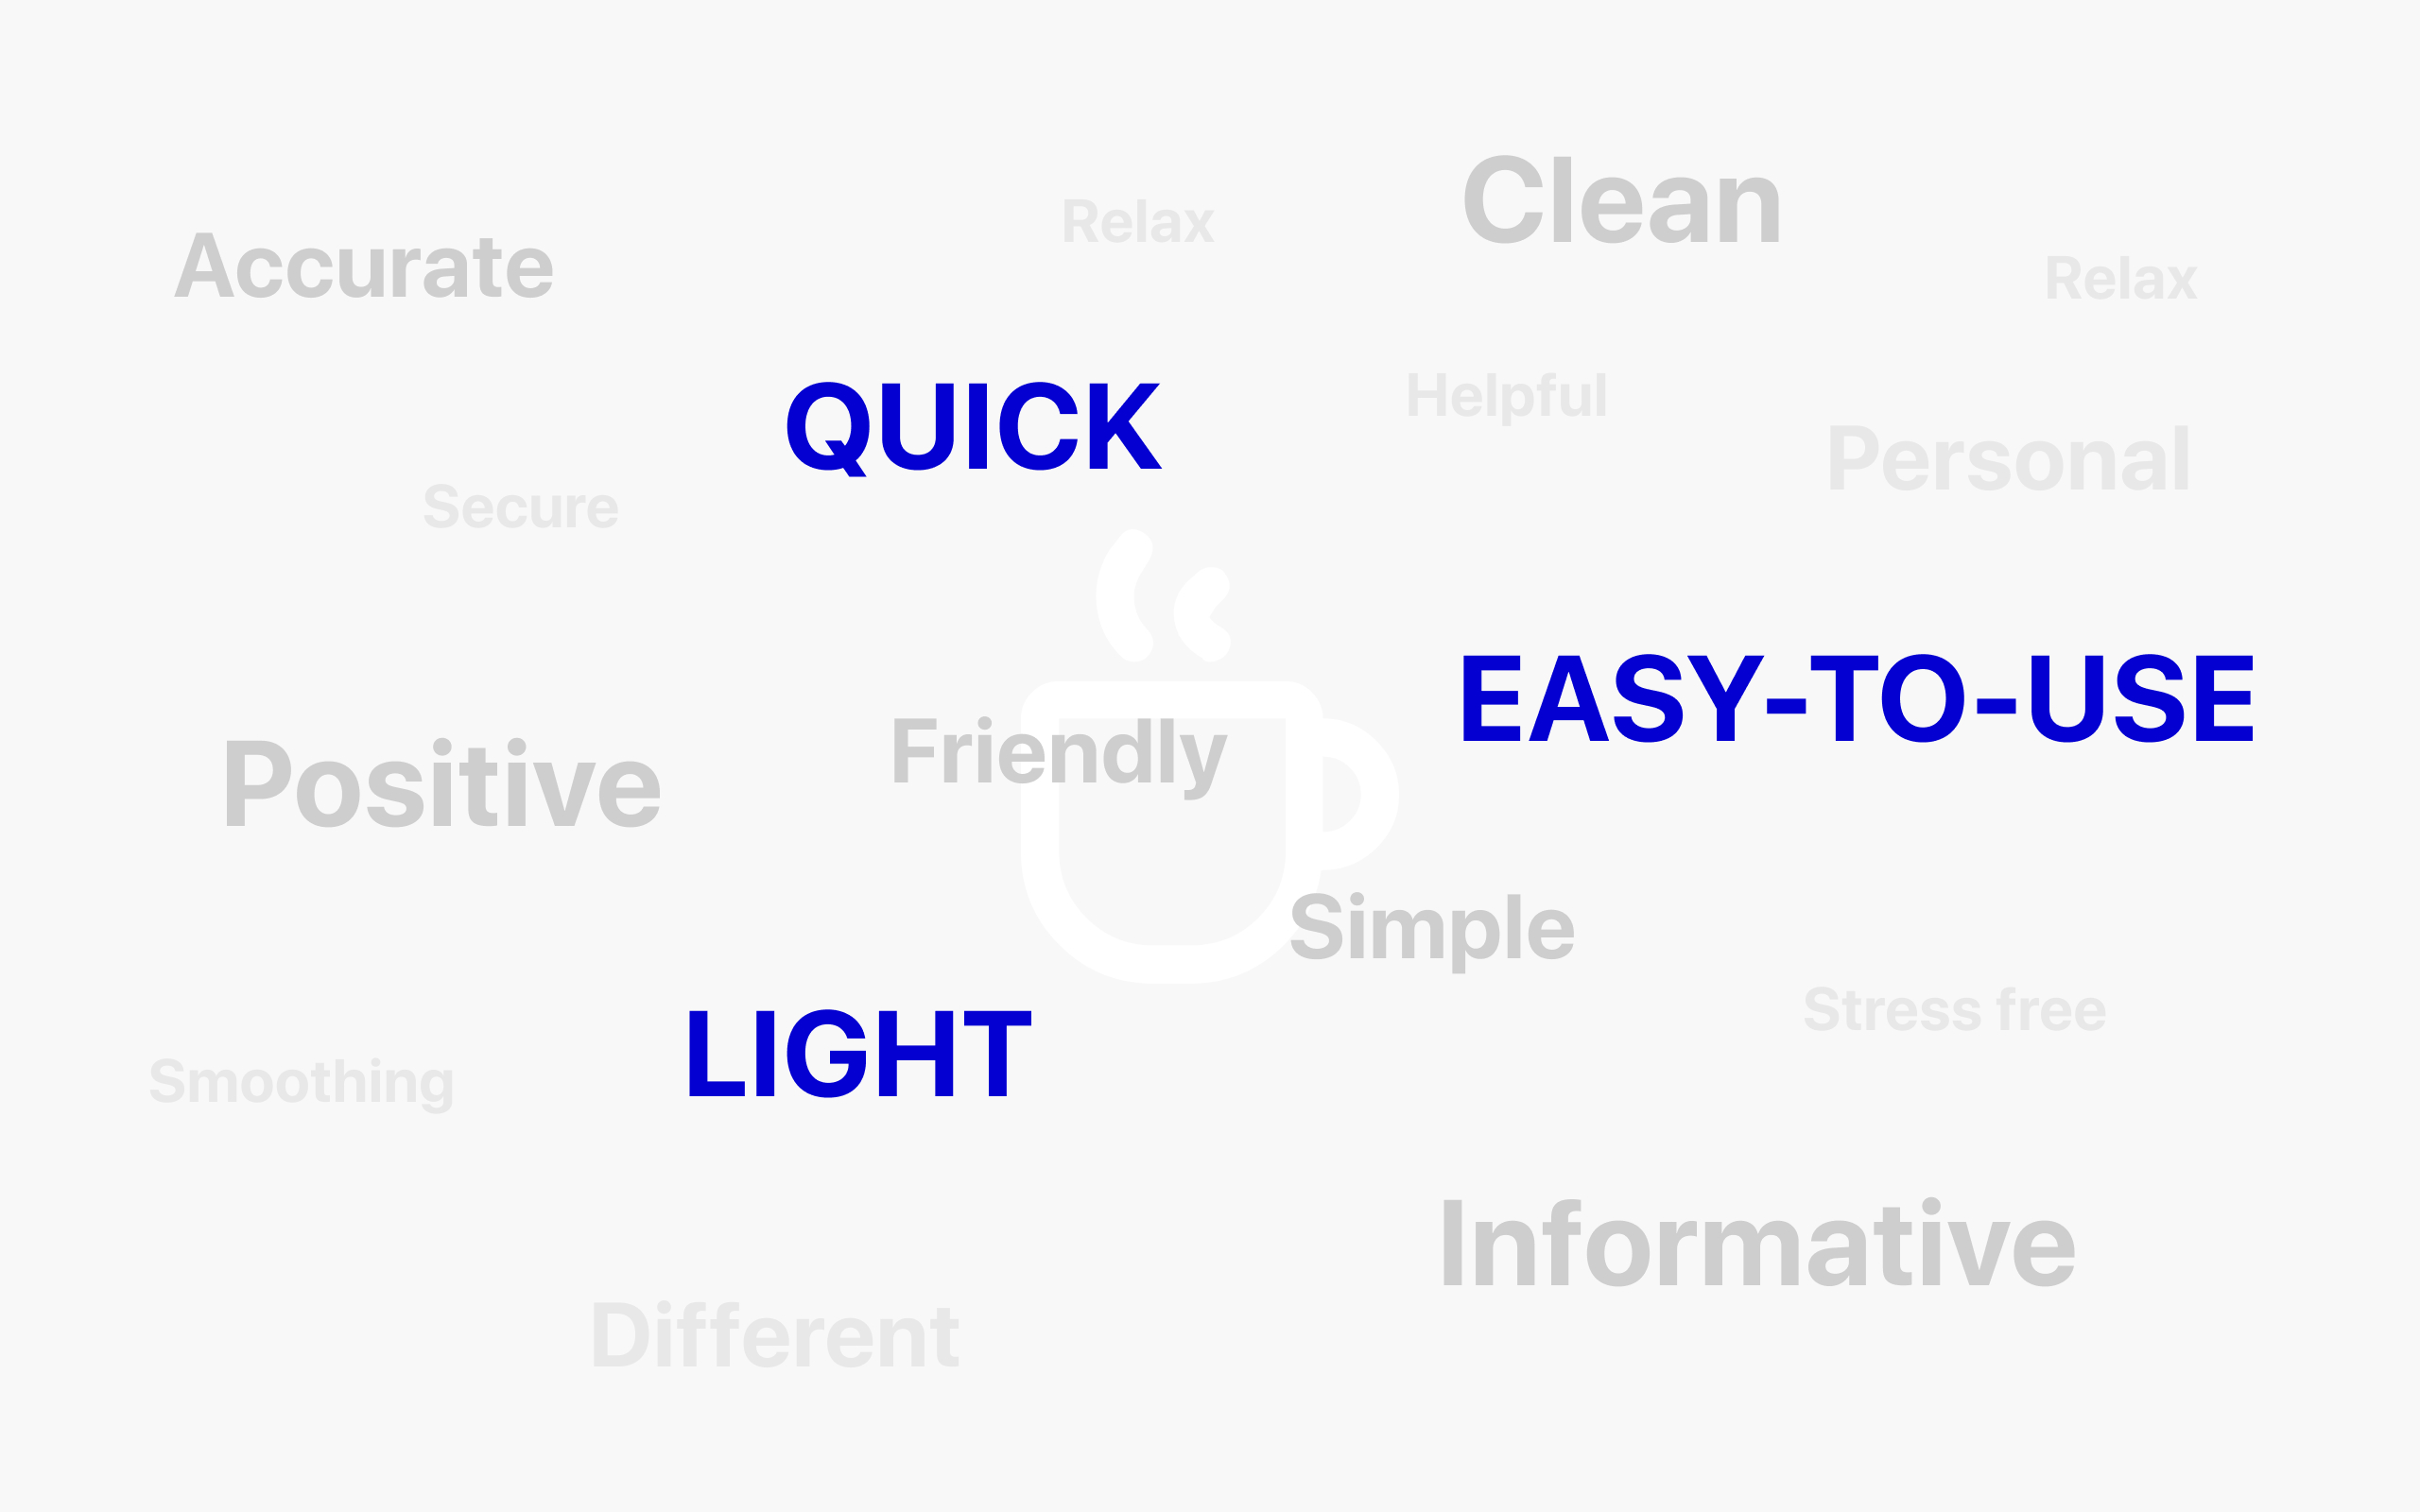 Clean
Relax
Accurate
Relax
QUICK
Helpful
Personal
Secure
EASY-TO-USE
Friendly
Positive
Simple
Stress free
LIGHT
Smoothing
Informative
Different